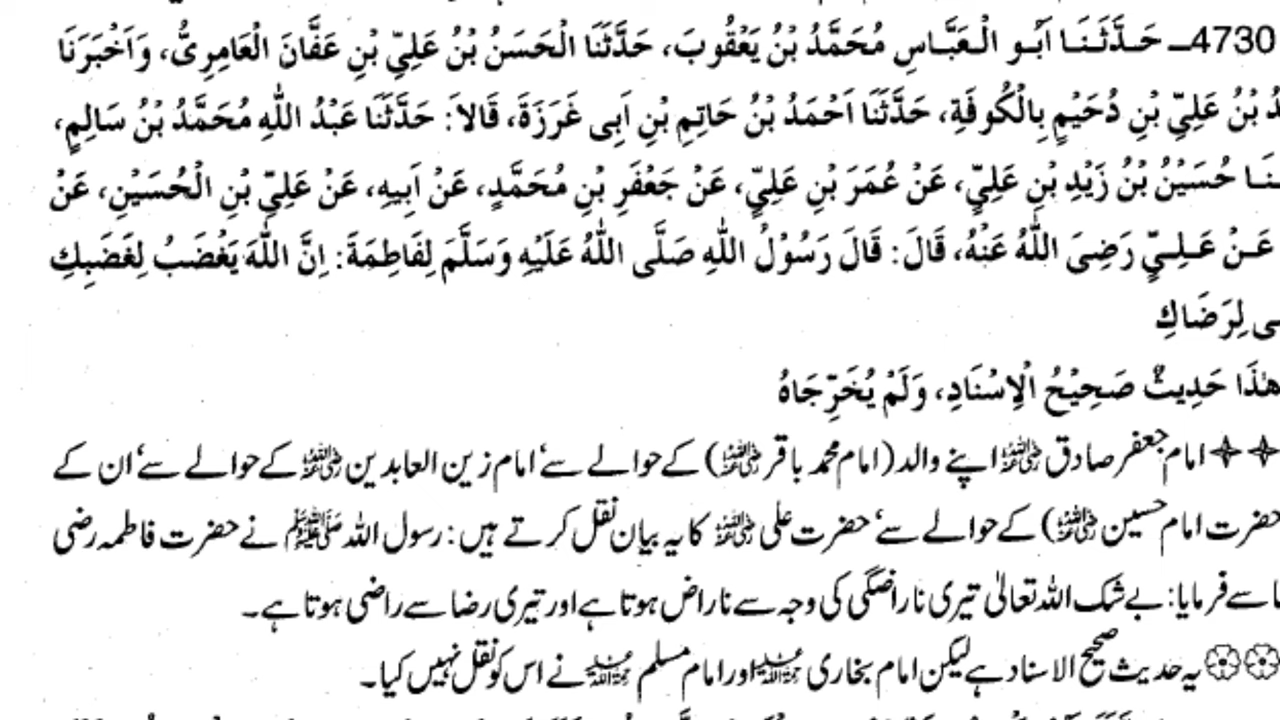 4730ـ حَدَّثَنَا اَبُو الْعَبَّاسِ مُحَمَّدُ بْنُ يَعْقُوبَ، حَدَّثَنَا الْحَسَنُ بْنُ عَلِيِّ بْنِ عَفَّانَ الْعَامِرِىُّ، وَاَخْبَرَنَا
بْنُ عَلِيِّ بْنِ دُحَيْمٍ بِالْكُوفَةِ، حَدَّثَنَا اَحْمَدُ بْنُ حَاتِمِ بْنِ اَبِى غَرَزَةَ، قَالاَ: حَدَّثَنَا عَبْدُ اللّٰهِ مُحَمَّدُ بْنُ سَالِمٍ،
حُسَيْنُ بْنُ زَيْدِ بْنِ عَلِيٍّ، عَنْ عُمَرَ بْنِ عَلِيٍّ، عَنْ جَعْفَرِ بْنِ مُحَمَّدٍ، عَنْ اَبِيهِ، عَنْ عَلِيِّ بْنِ الْحُسَيْنِ، عَنْ
عَنْ عَلِيٍّ رَضِىَ اللّٰهُ عَنْهُ، قَالَ: قَالَ رَسُوْلُ اللّٰهِ صَلَّى اللّٰهُ عَلَيْهِ وَسَلَّمَ لِفَاطِمَةَ: اِنَّ اللّٰهَ يَغْضَبُ لِغَضَبِكِ
لِرَضَاكِ
هٰذَا حَدِيثٌ صَحِيْحُ الْاِسْنَادِ، وَلَمْ يُخَرِّجَاهُ
✧✧ امام جعفر صادق ؓ اپنے والد (امام محمد باقر ؓ) کے حوالے سے‘ امام زین العابدین ؓ کے حوالے سے‘ ان کے
حضرت امام حسین ؓ) کے حوالے سے‘ حضرت علی ؓ کا یہ بیان نقل کرتے ہیں: رسول اللہ ﷺ نے حضرت فاطمہ رضی
سے فرمایا: بے شک اللہ تعالیٰ تیری ناراضگی کی وجہ سے ناراض ہوتا ہے اور تیری رضا سے راضی ہوتا ہے۔
یہ حدیث صحیح الاسناد ہے لیکن امام بخاری ؒ اور امام مسلم ؒ نے اس کو نقل نہیں کیا۔